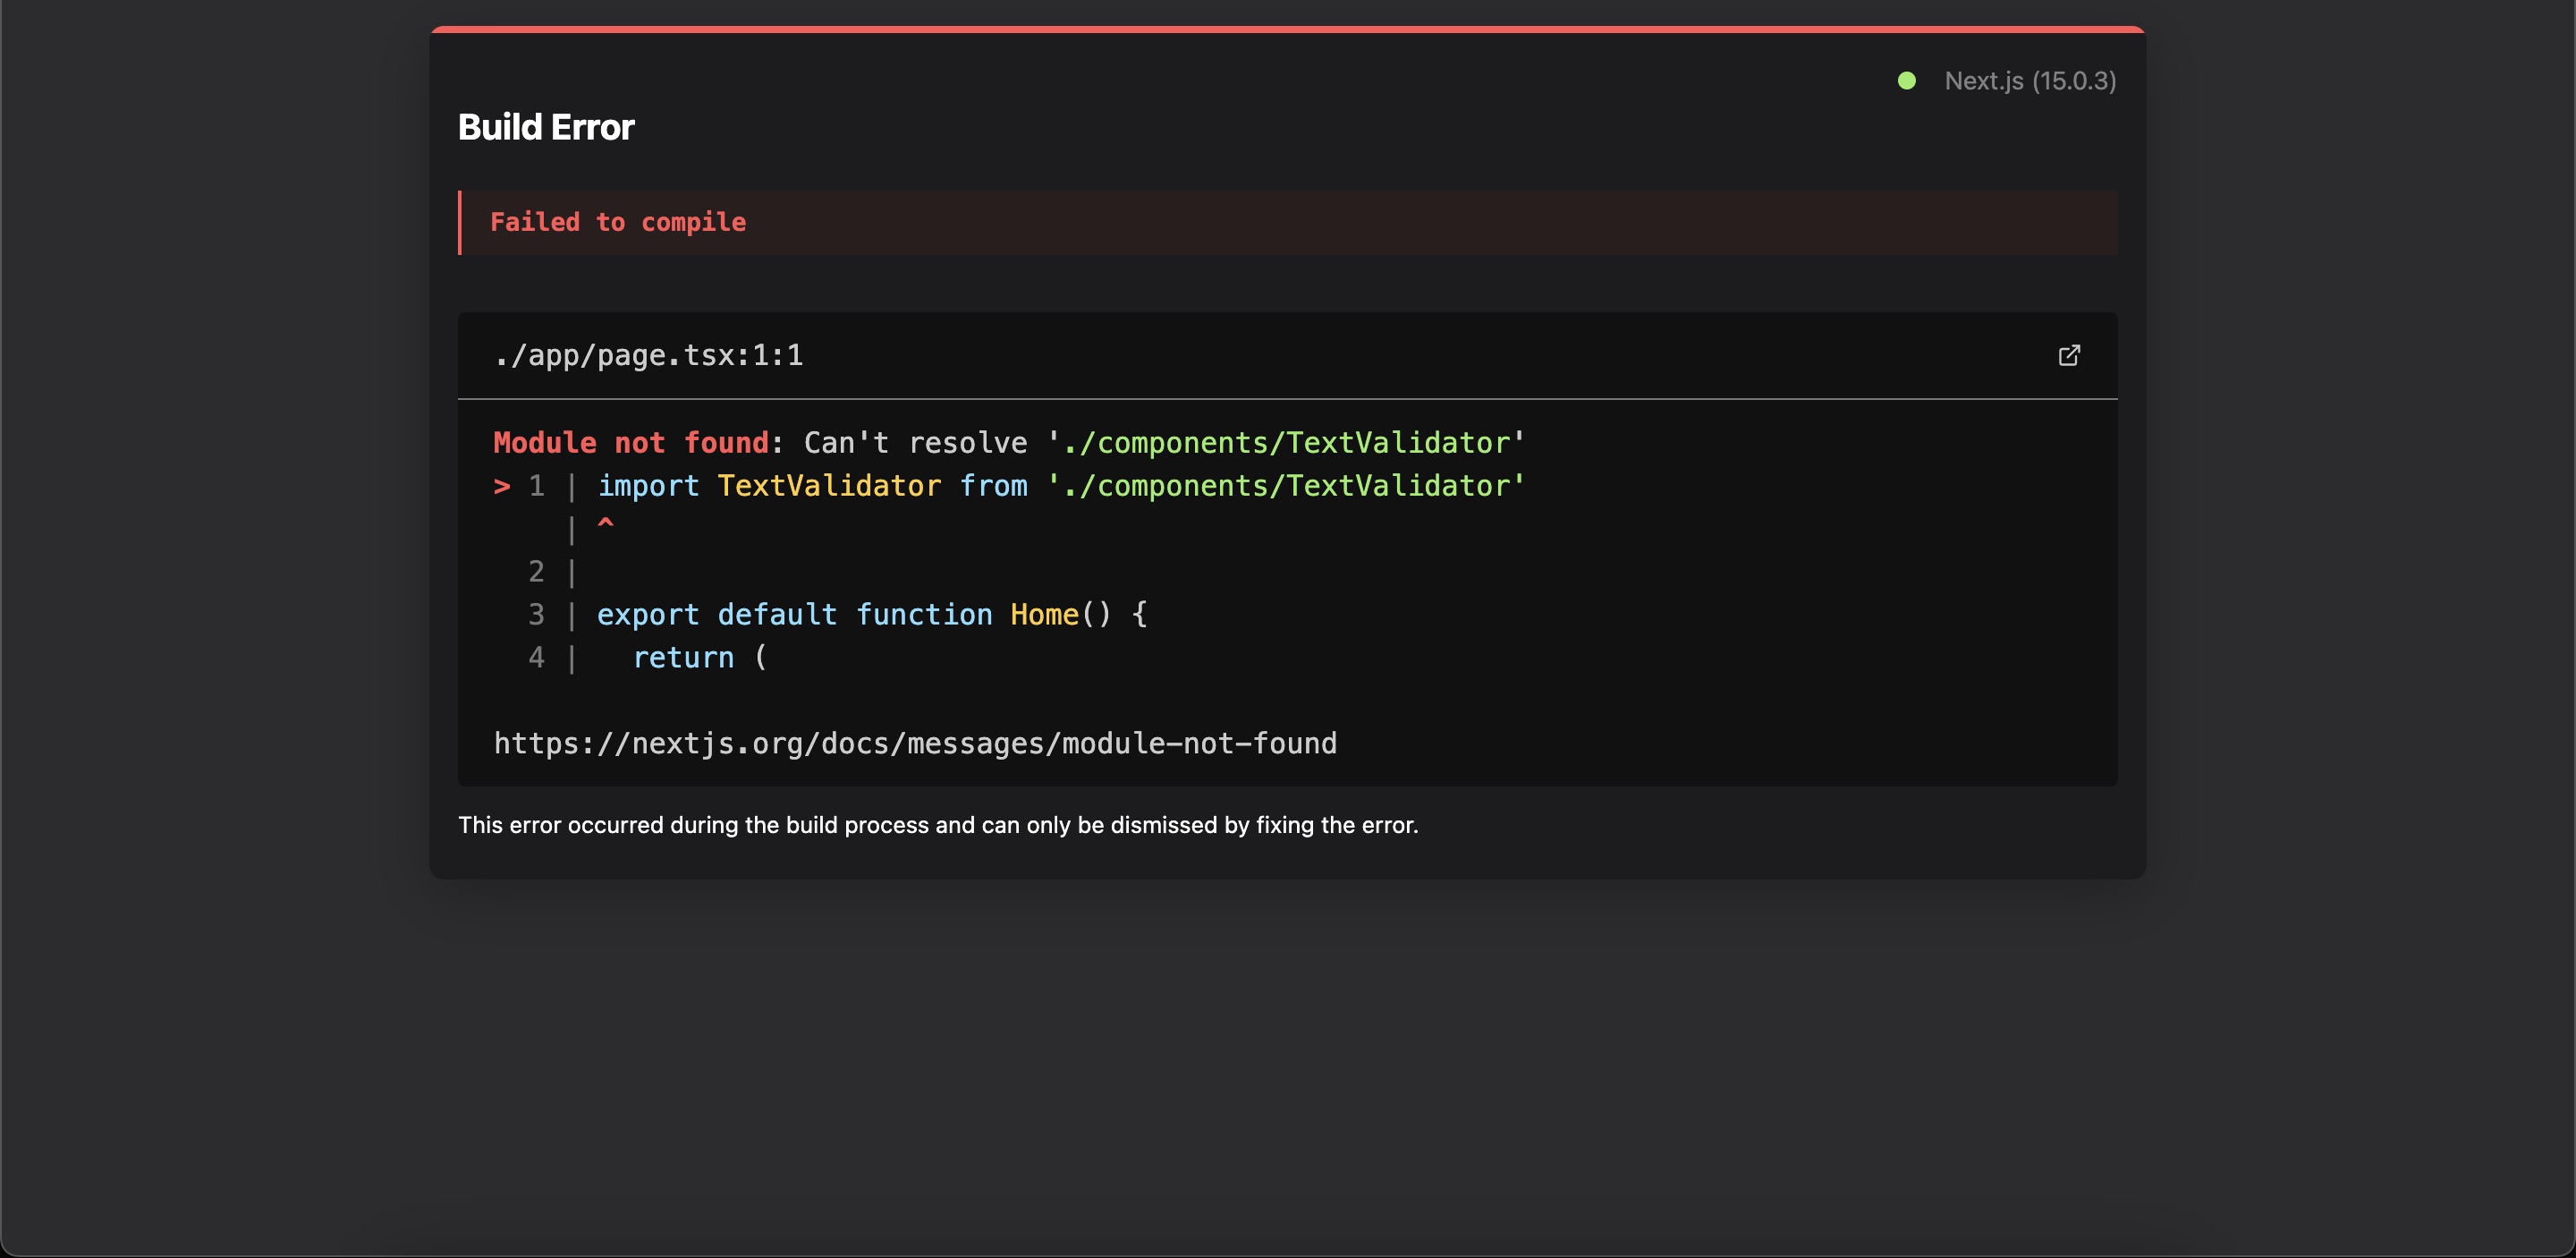 Next.js (15.0.3)
Build Error
Failed to compile
./app/page.tsx:1:1
Module not found: Can't resolve './components/TextValidator'
> 1 | import TextValidator from './components/TextValidator'
    | ^
  2 |
  3 | export default function Home() {
  4 |   return (
https://nextjs.org/docs/messages/module-not-found
This error occurred during the build process and can only be dismissed by fixing the error.